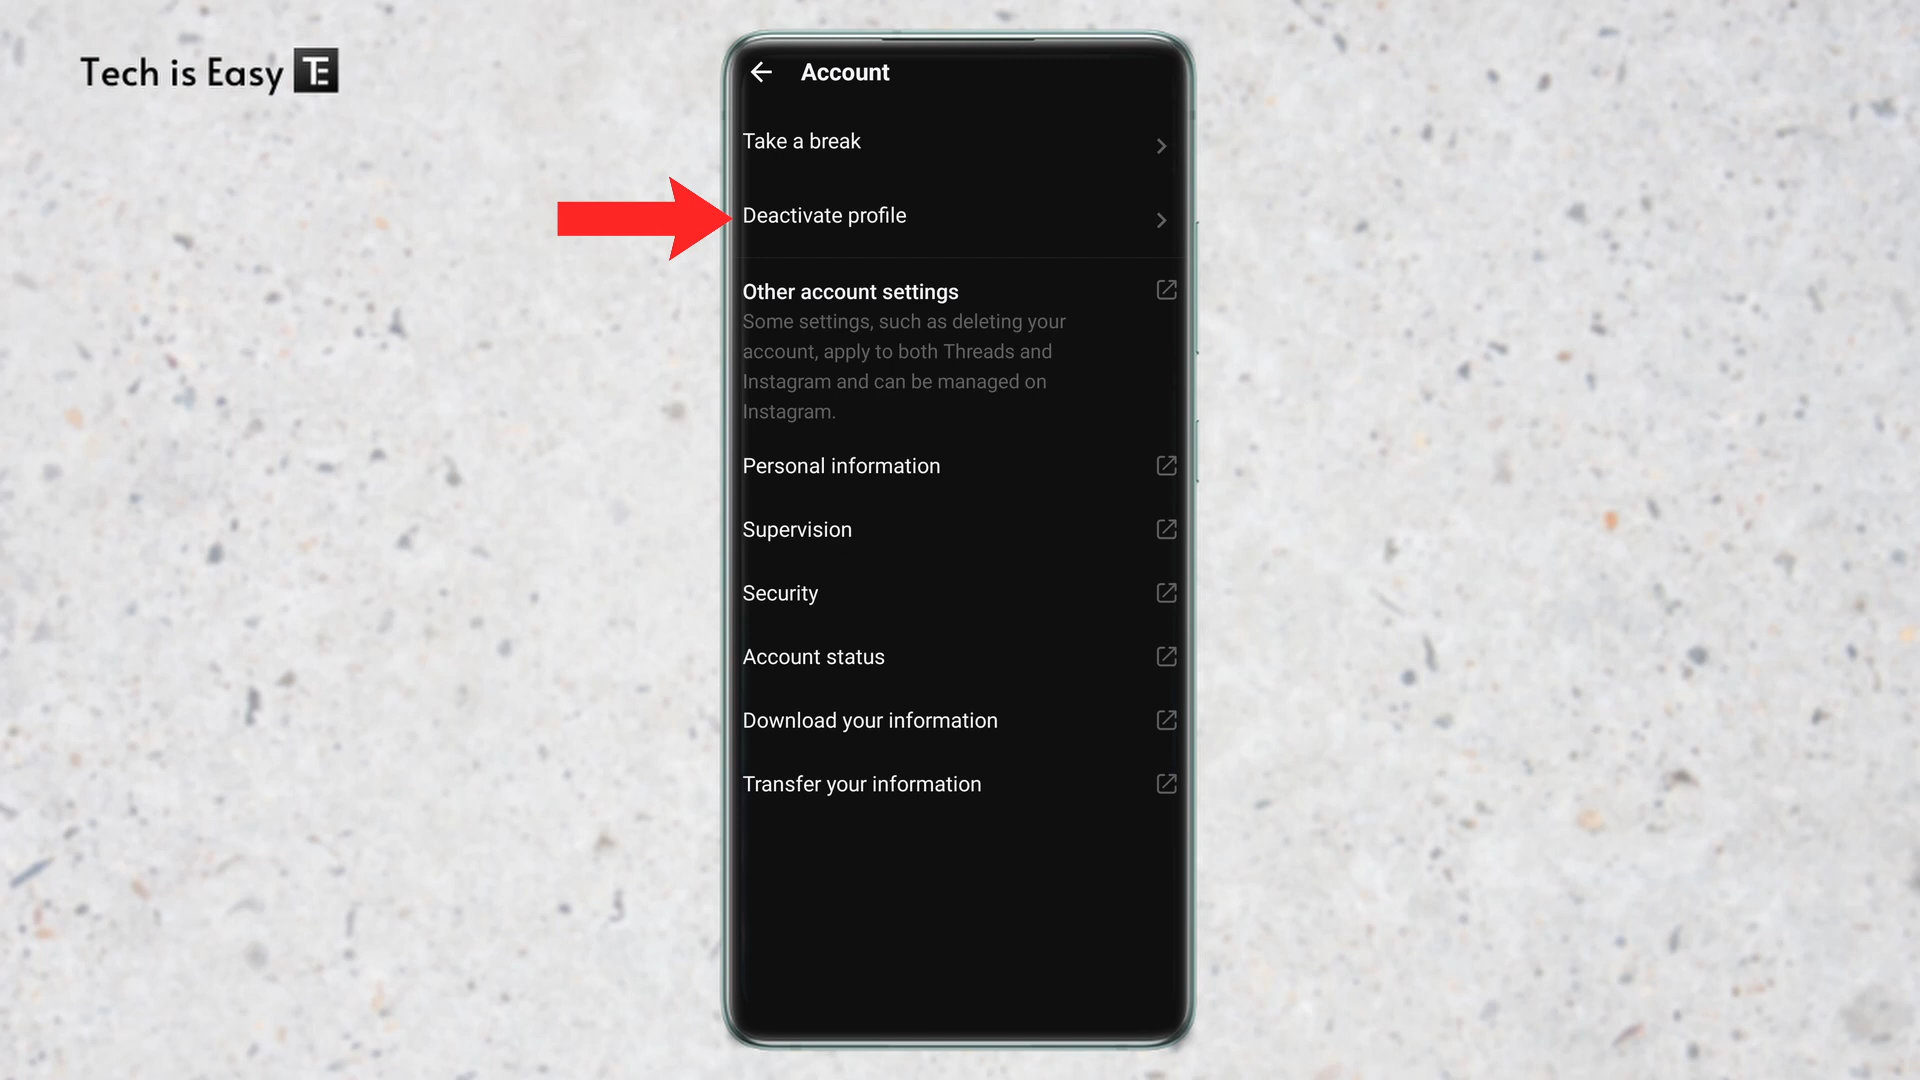 Tech is Easy TE
Account
Take a break
Deactivate profile
Other account settings
Some settings, such as deleting your
account, apply to both Threads and
Instagram and can be managed on
Instagram.
Personal information
Supervision
Security
Account status
Download your information
Transfer your information